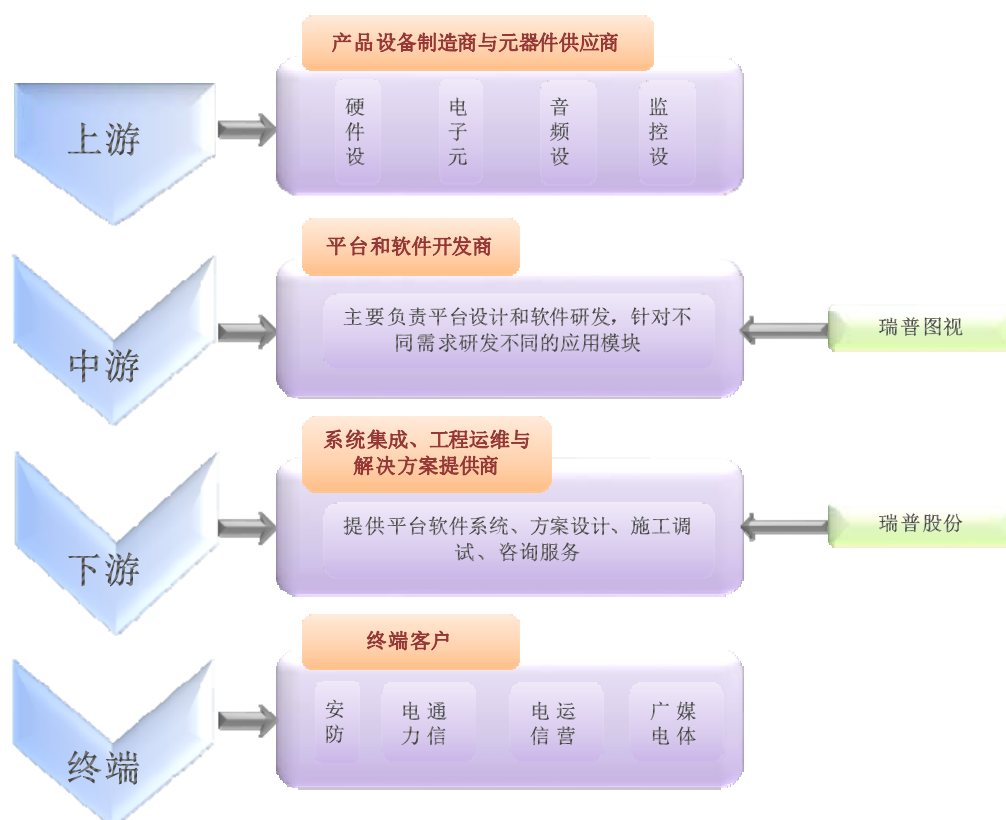 产品设备制造商与元器件供应商
上游
硬件设
电子元
音频设
监控设
平台和软件开发商
中游
主要负责平台设计和软件研发，针对不
同需求研发不同的应用模块
瑞普图视
系统集成、工程运维与
解决方案提供商
下游
提供平台软件系统、方案设计、施工调
试、咨询服务
瑞普股份
终端客户
终端
安防
电力
通信
电信
运营
广电
媒体